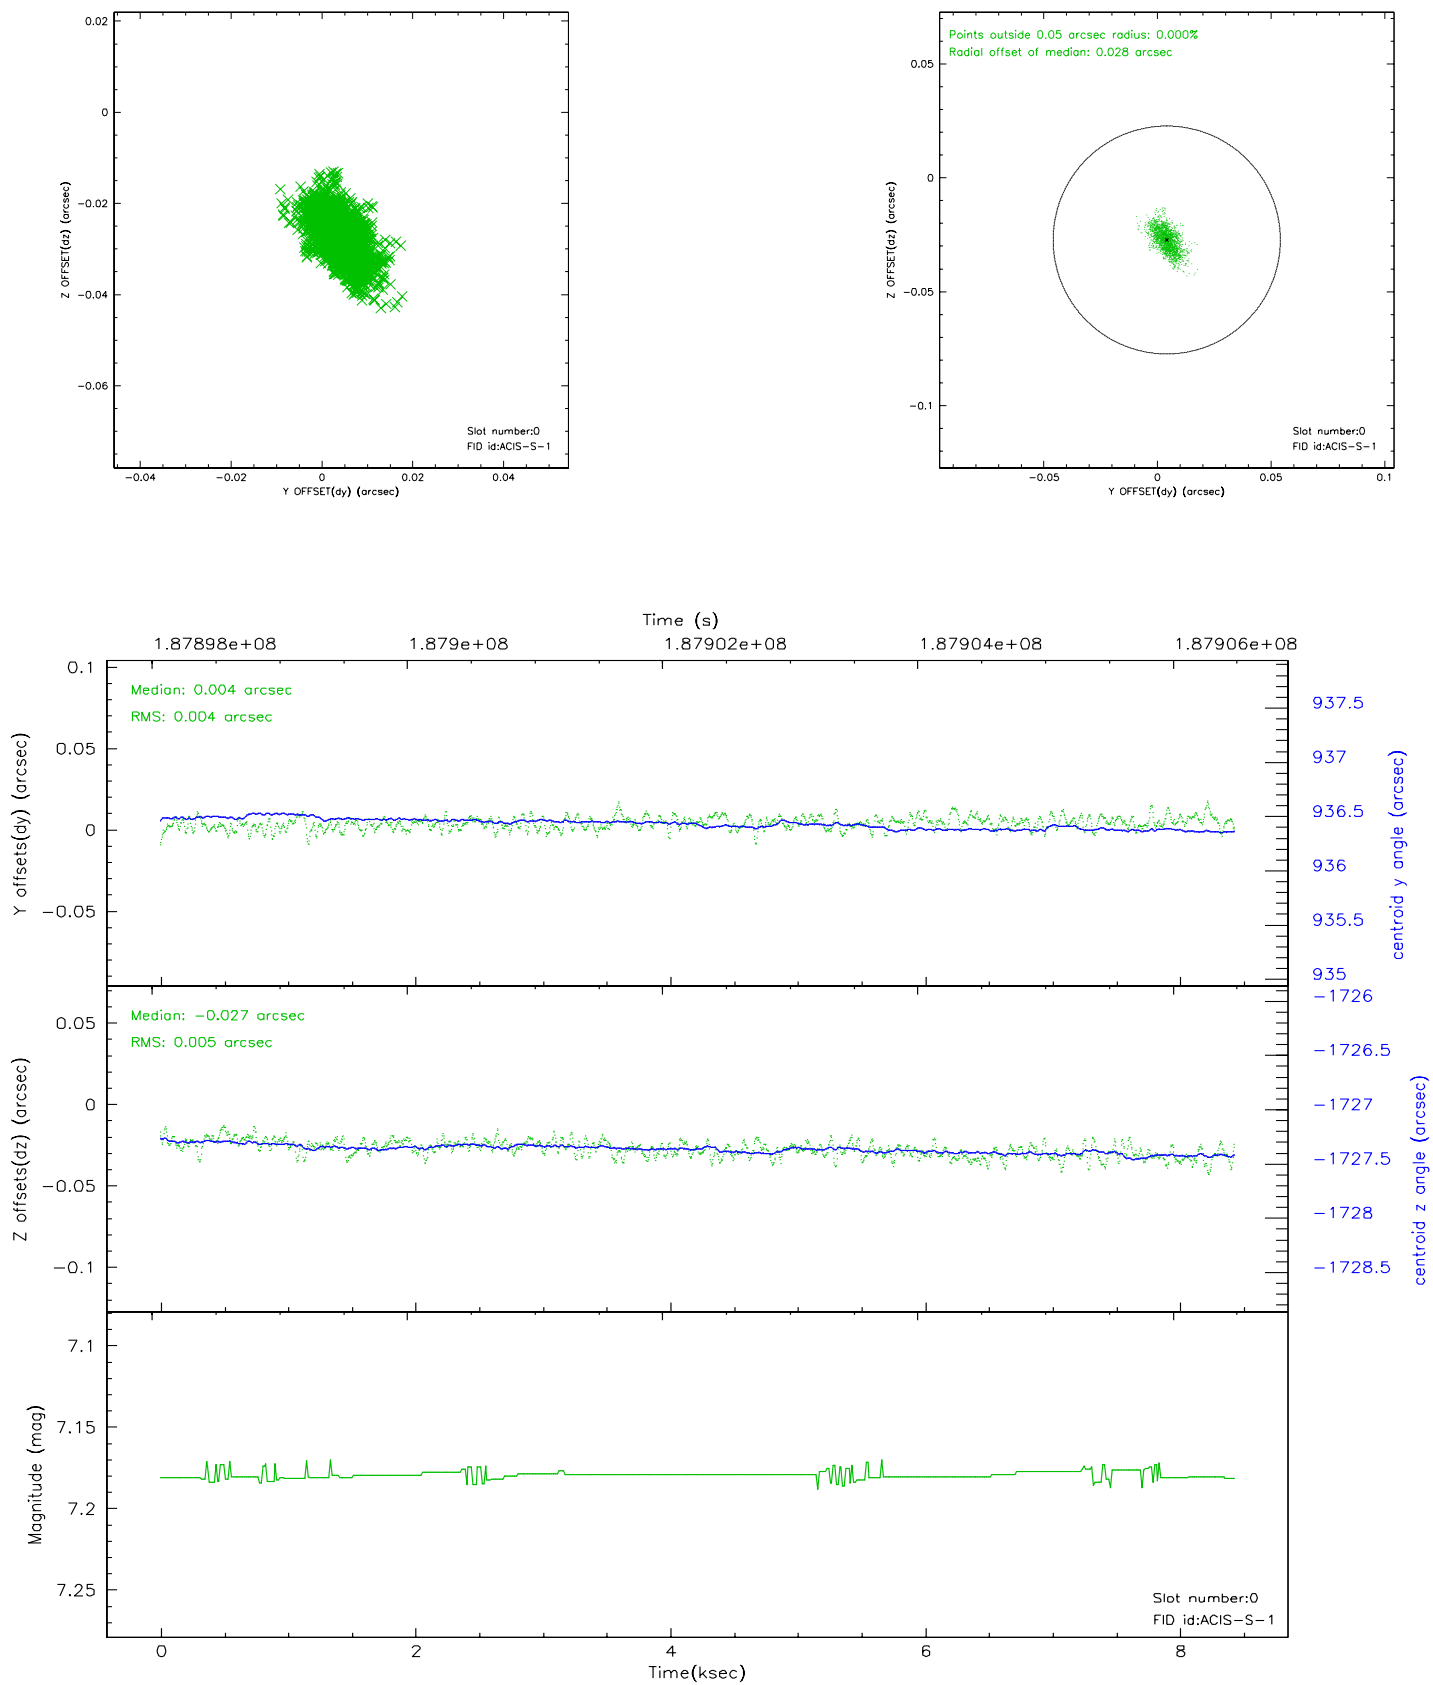 0.02
0
-0.02
-0.04
-0.06
Z OFFSET(dz) (arcsec)
Slot number:0
FID id:ACIS-S-1
-0.04 -0.02 0 0.02 0.04
Y OFFSET(dy) (arcsec)
Points outside 0.05 arcsec radius: 0.000%
Radial offset of median: 0.028 arcsec
0.05
0
-0.05
-0.1
Z OFFSET(dz) (arcsec)
Slot number:0
FID id:ACIS-S-1
-0.05 0 0.05 0.1
Y OFFSET(dy) (arcsec)
Time (s)
1.87898e+08 1.879e+08 1.87902e+08 1.87904e+08 1.87906e+08
Median: 0.004 arcsec
RMS: 0.004 arcsec
0.1
0.05
0
-0.05
Y offsets(dy) (arcsec)
937.5
937
936.5
936
935.5
935
centroid y angle (arcsec)
Median: -0.027 arcsec
RMS: 0.005 arcsec
0.05
0
-0.05
-0.1
Z offsets(dz) (arcsec)
-1726
-1726.5
-1727
-1727.5
-1728
-1728.5
centroid z angle (arcsec)
7.1
7.15
7.2
7.25
Magnitude (mag)
Slot number:0
FID id:ACIS-S-1
0 2 4 6 8
Time(ksec)